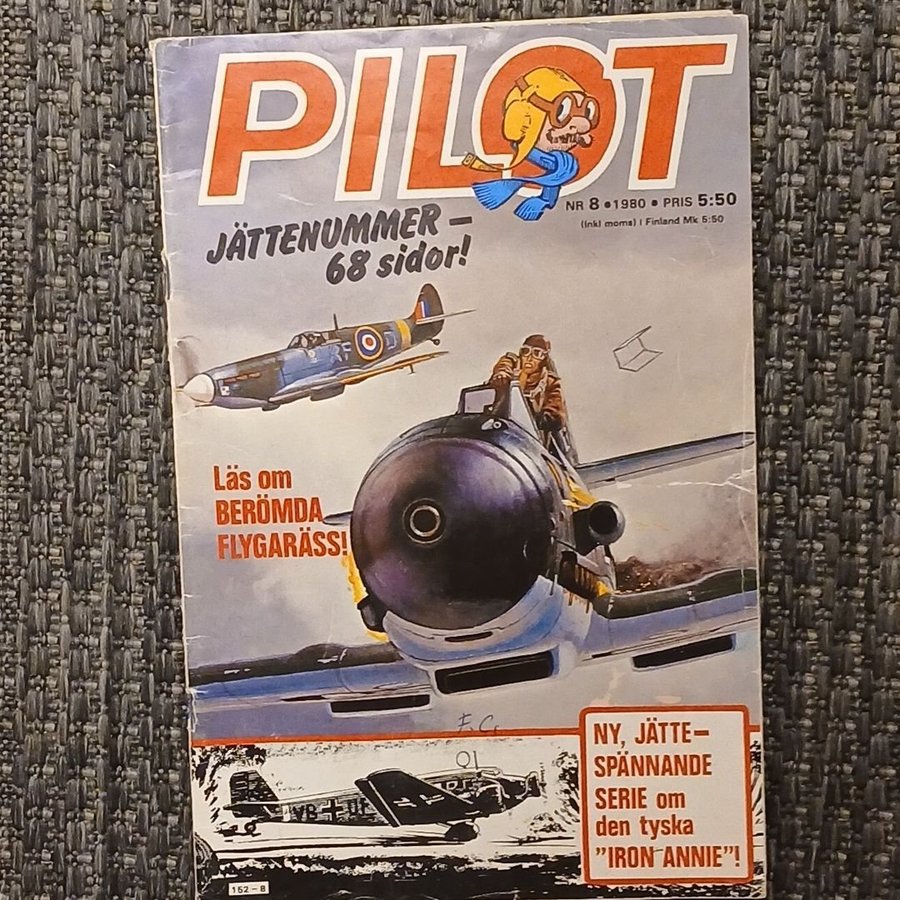 PILOT
NR 8 • 1980 • PRIS 5:50
(inkl moms) i Finland Mk 5:50
JÄTTENUMMER –
68 sidor!
Läs om
BERÖMDA
FLYGARÄSS!
F.C.
NY, JÄTTE–
SPÄNNANDE
SERIE om
den tyska
”IRON ANNIE”!
152–8